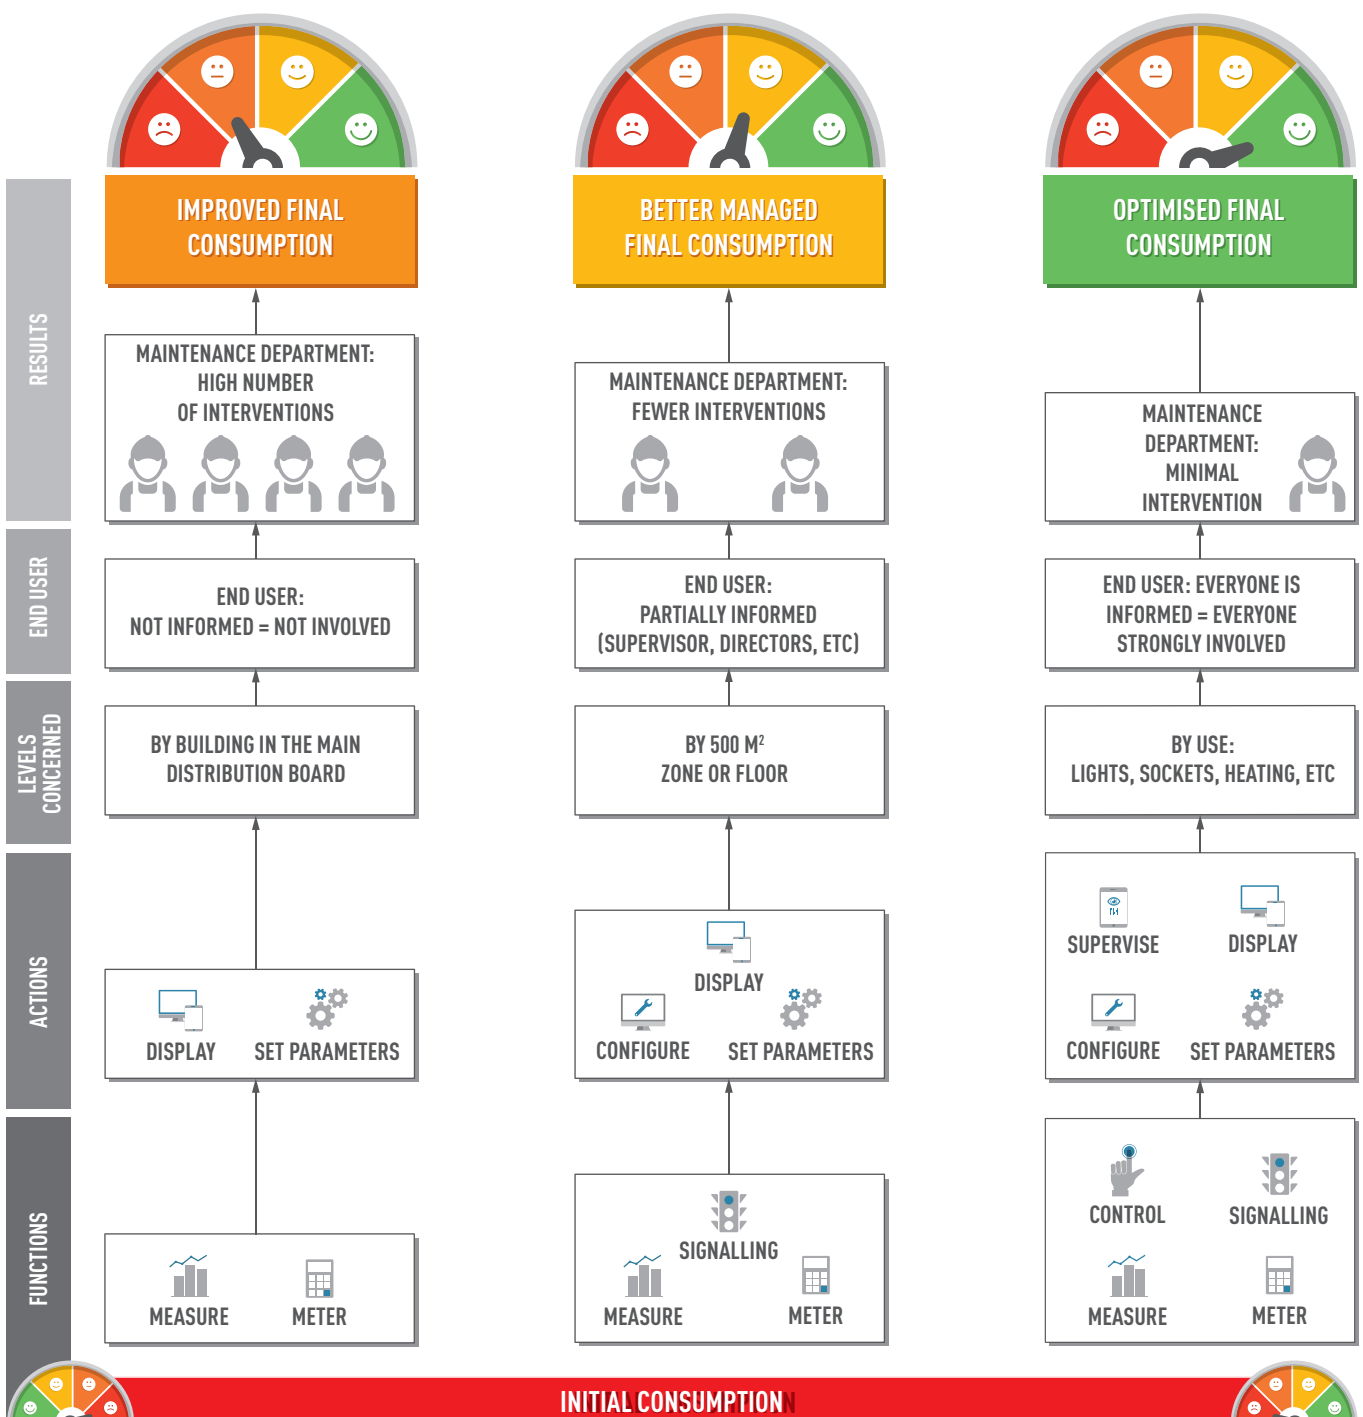 IMPROVED FINAL
CONSUMPTION
BETTER MANAGED
FINAL CONSUMPTION
OPTIMISED FINAL
CONSUMPTION
RESULTS
MAINTENANCE DEPARTMENT:
HIGH NUMBER
OF INTERVENTIONS
MAINTENANCE DEPARTMENT:
FEWER INTERVENTIONS
MAINTENANCE
DEPARTMENT:
MINIMAL
INTERVENTION
END USER
END USER:
NOT INFORMED = NOT INVOLVED
END USER:
PARTIALLY INFORMED
(SUPERVISOR, DIRECTORS, ETC)
END USER: EVERYONE IS
INFORMED = EVERYONE
STRONGLY INVOLVED
LEVELS
CONCERNED
BY BUILDING IN THE MAIN
DISTRIBUTION BOARD
BY 500 M²
ZONE OR FLOOR
BY USE:
LIGHTS, SOCKETS, HEATING, ETC
ACTIONS
DISPLAY
SET PARAMETERS
DISPLAY
CONFIGURE
SET PARAMETERS
SUPERVISE
DISPLAY
CONFIGURE
SET PARAMETERS
FUNCTIONS
MEASURE
METER
SIGNALLING
MEASURE
METER
CONTROL
SIGNALLING
MEASURE
METER
INITIAL CONSUMPTION